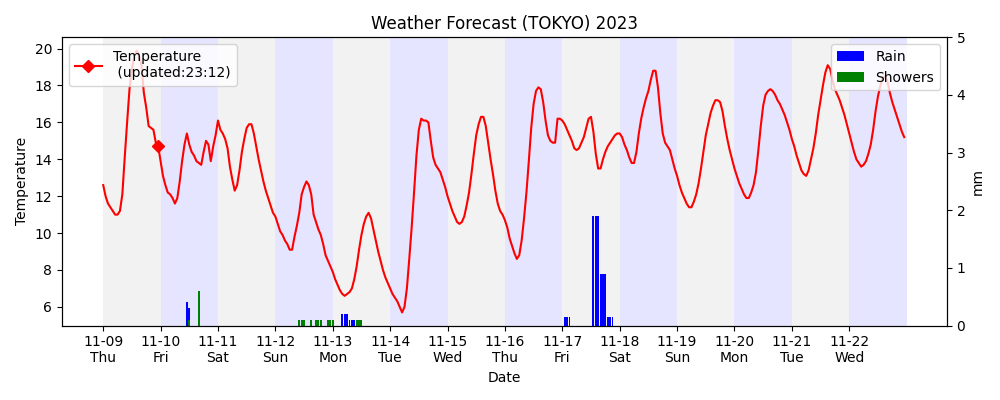 Weather Forecast (TOKYO) 2023
Temperature
(updated:23:12)
Rain
Showers
Temperature
20
18
16
14
12
10
8
6
5
4
3
2
1
0
mm
11-09 11-10 11-11 11-12 11-13 11-14 11-15 11-16 11-17 11-18 11-19 11-20 11-21 11-22
Thu Fri Sat Sun Mon Tue Wed Thu Fri Sat Sun Mon Tue Wed
Date